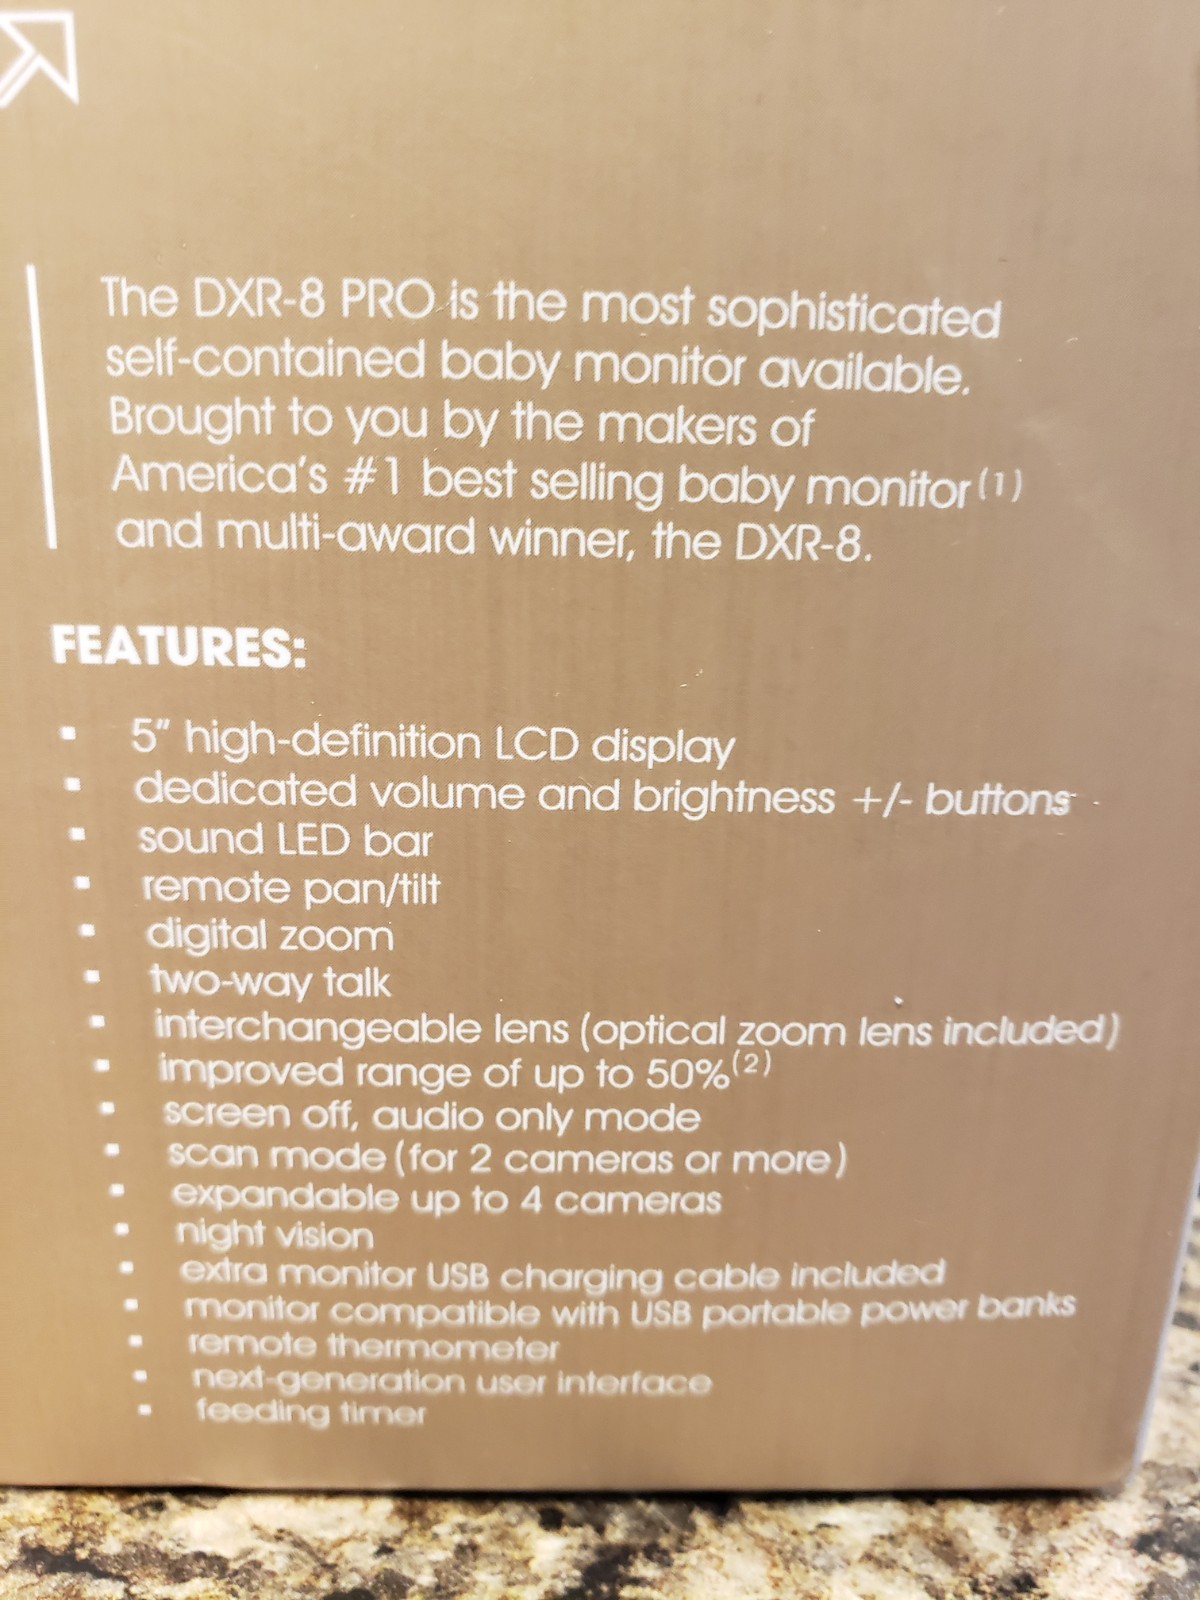 The DXR-8 PRO is the most sophisticated
self-contained baby monitor available.
Brought to you by the makers of
America's #1 best selling baby monitor(1)
and multi-award winner, the DXR-8.
FEATURES:
▪ 5" high-definition LCD display
▪ dedicated volume and brightness +/- buttons
▪ sound LED bar
▪ remote pan/tilt
▪ digital zoom
▪ two-way talk
▪ interchangeable lens (optical zoom lens included)
▪ improved range of up to 50%(2)
▪ screen off, audio only mode
▪ scan mode (for 2 cameras or more)
▪ expandable up to 4 cameras
▪ night vision
▪ extra monitor USB charging cable included
▪ monitor compatible with USB portable power banks
▪ remote thermometer
▪ next-generation user interface
▪ feeding timer